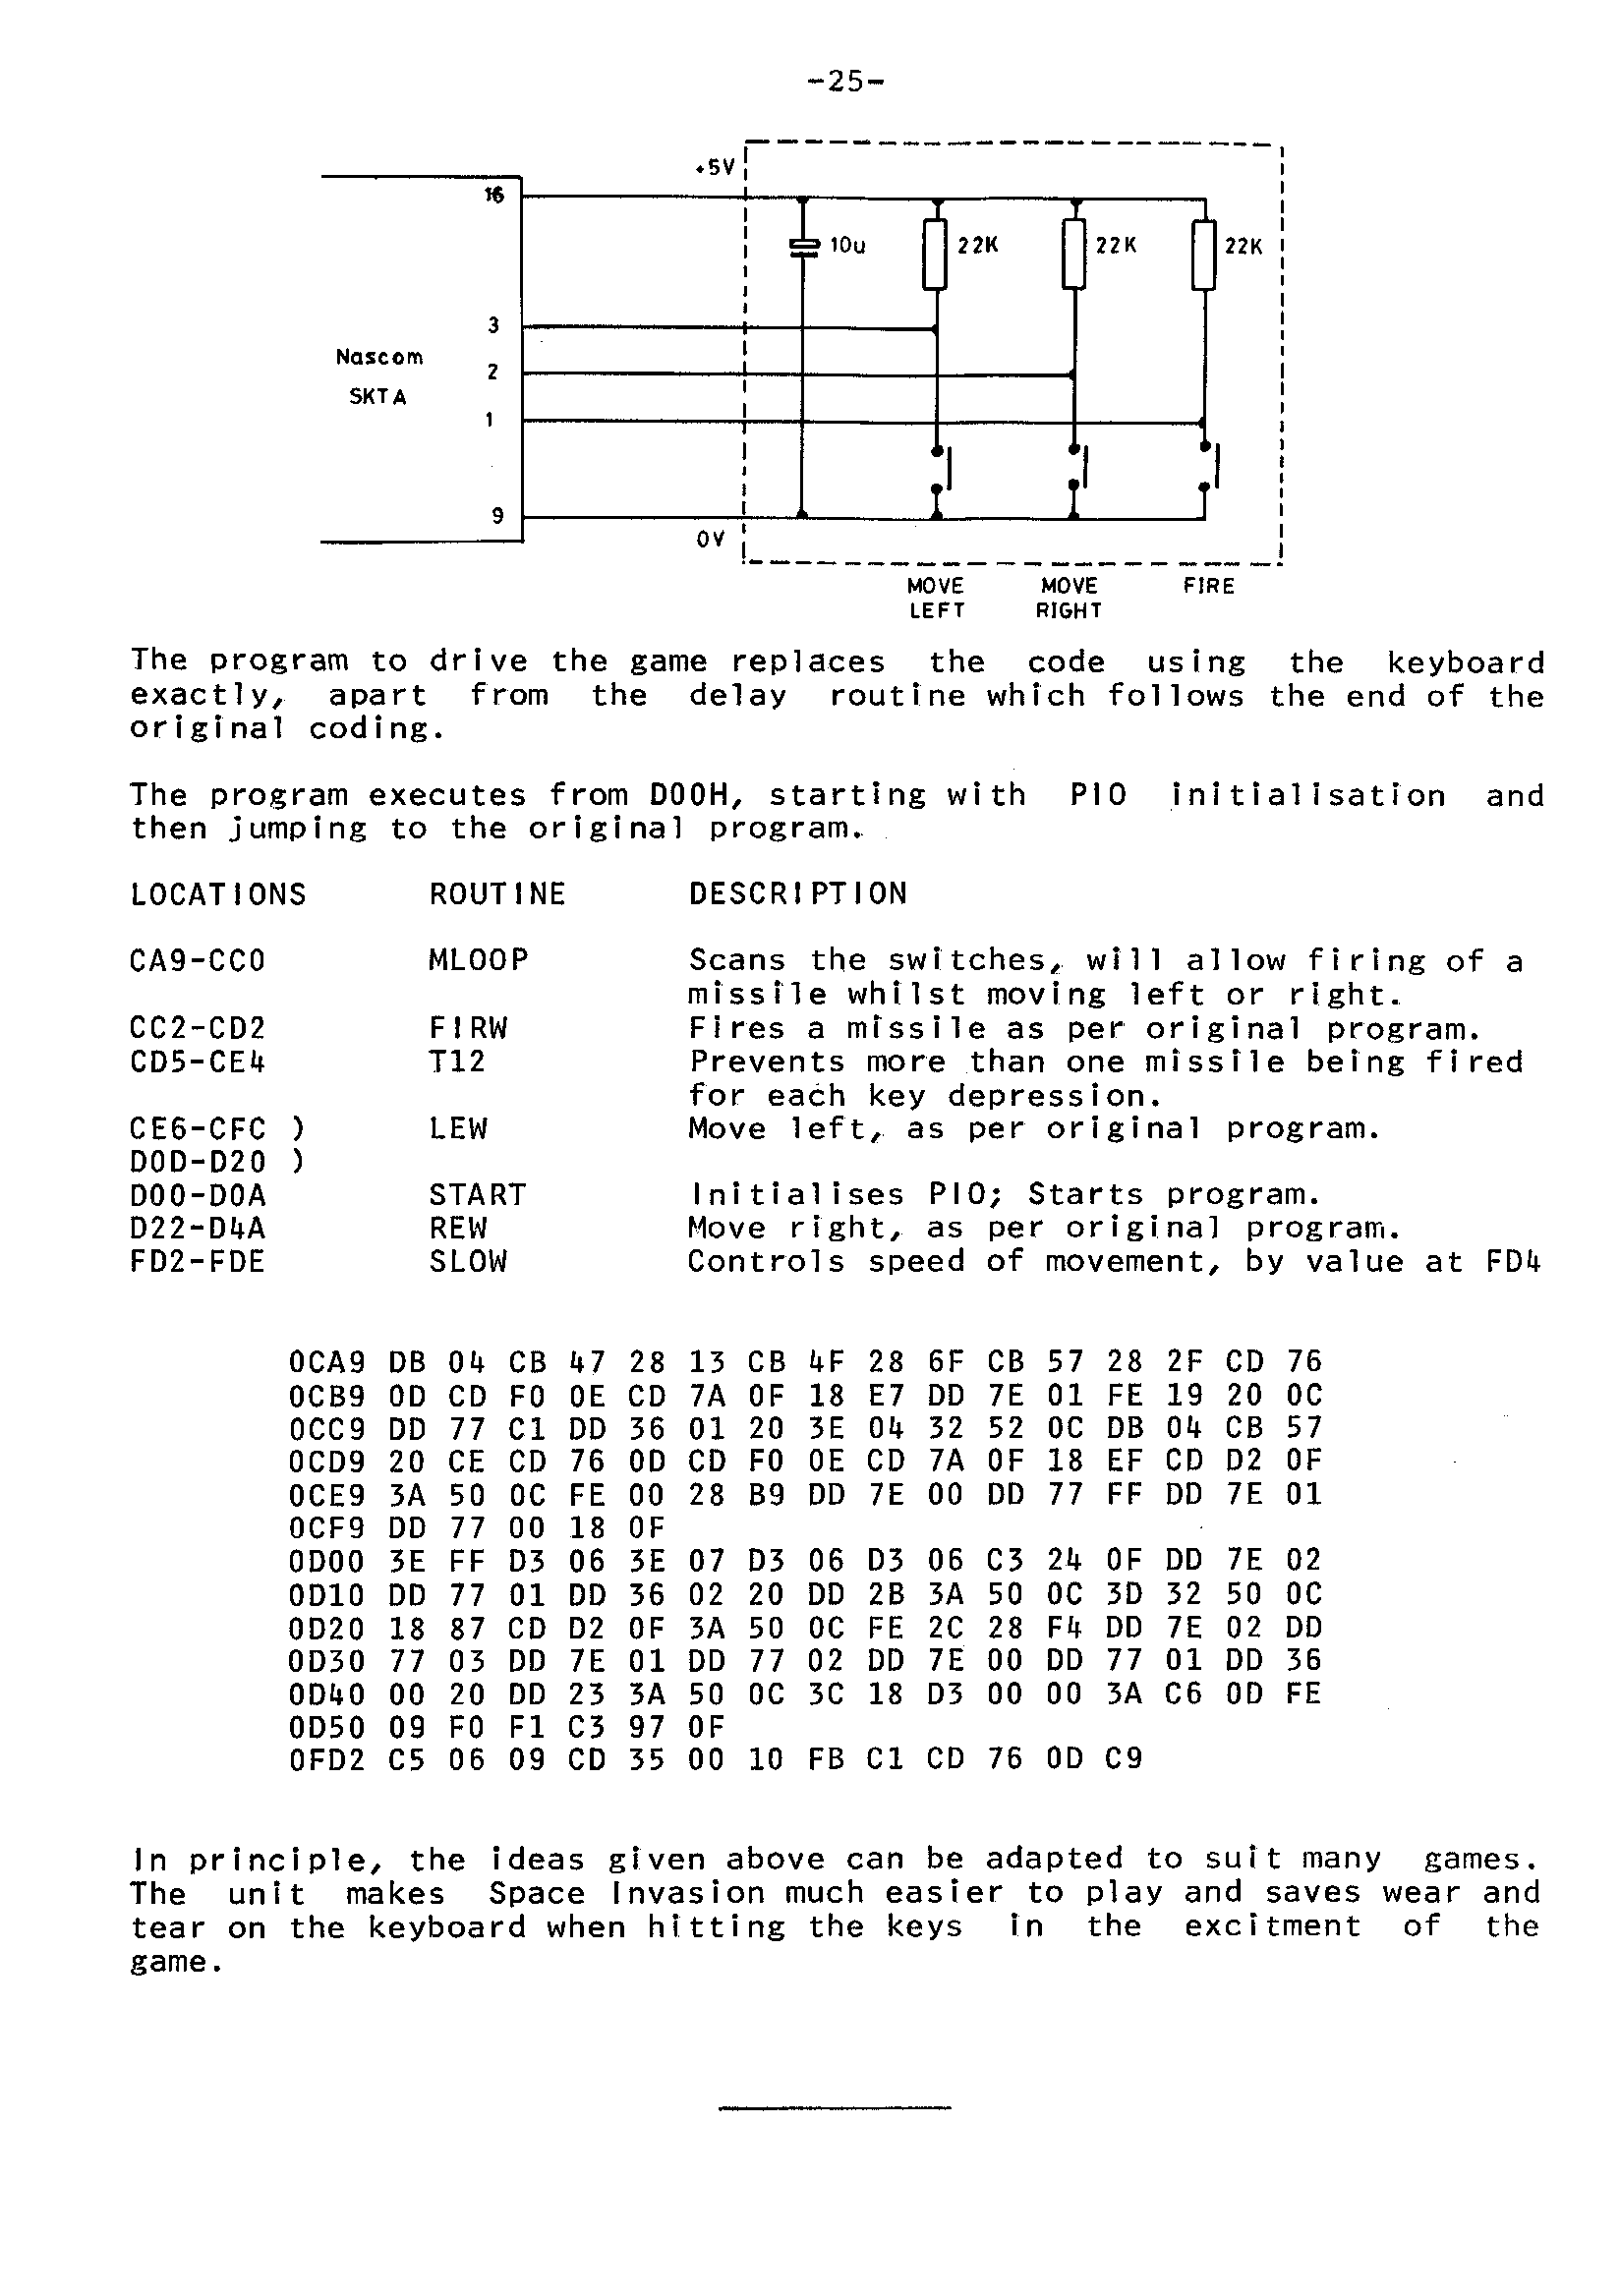 -25-
+5V
16
10u 22K 22K 22K
3
Nascom
2
SKTA
1
9
0V
MOVE MOVE FIRE
LEFT RIGHT
The program to drive the game replaces the code using the keyboard
exactly, apart from the delay routine which follows the end of the
original coding.
The program executes from D00H, starting with PIO initialisation and
then jumping to the original program.
LOCATIONS ROUTINE DESCRIPTION
CA9-CC0 MLOOP Scans the switches, will allow firing of a
missile whilst moving left or right.
CC2-CD2 FIRW Fires a missile as per original program.
CD5-CE4 T12 Prevents more than one missile being fired
for each key depression.
CE6-CFC ) LEW Move left, as per original program.
D0D-D20 )
D00-D0A START Initialises PIO; Starts program.
D22-D4A REW Move right, as per original program.
FD2-FDE SLOW Controls speed of movement, by value at FD4
0CA9 DB 04 CB 47 28 13 CB 4F 28 6F CB 57 28 2F CD 76
0CB9 0D CD F0 0E CD 7A 0F 18 E7 DD 7E 01 FE 19 20 0C
0CC9 DD 77 C1 DD 36 01 20 3E 04 32 52 0C DB 04 CB 57
0CD9 20 CE CD 76 0D CD F0 0E CD 7A 0F 18 EF CD D2 0F
0CE9 3A 50 0C FE 00 28 B9 DD 7E 00 DD 77 FF DD 7E 01
0CF9 DD 77 00 18 0F
0D00 3E FF D3 06 3E 07 D3 06 D3 06 C3 24 0F DD 7E 02
0D10 DD 77 01 DD 36 02 20 DD 2B 3A 50 0C 3D 32 50 0C
0D20 18 87 CD D2 0F 3A 50 0C FE 2C 28 F4 DD 7E 02 DD
0D30 77 03 DD 7E 01 DD 77 02 DD 7E 00 DD 77 01 DD 36
0D40 00 20 DD 23 3A 50 0C 3C 18 D3 00 00 3A C6 0D FE
0D50 09 F0 F1 C3 97 0F
0FD2 C5 06 09 CD 35 00 10 FB C1 CD 76 0D C9
In principle, the ideas given above can be adapted to suit many games.
The unit makes Space Invasion much easier to play and saves wear and
tear on the keyboard when hitting the keys in the excitment of the
game.